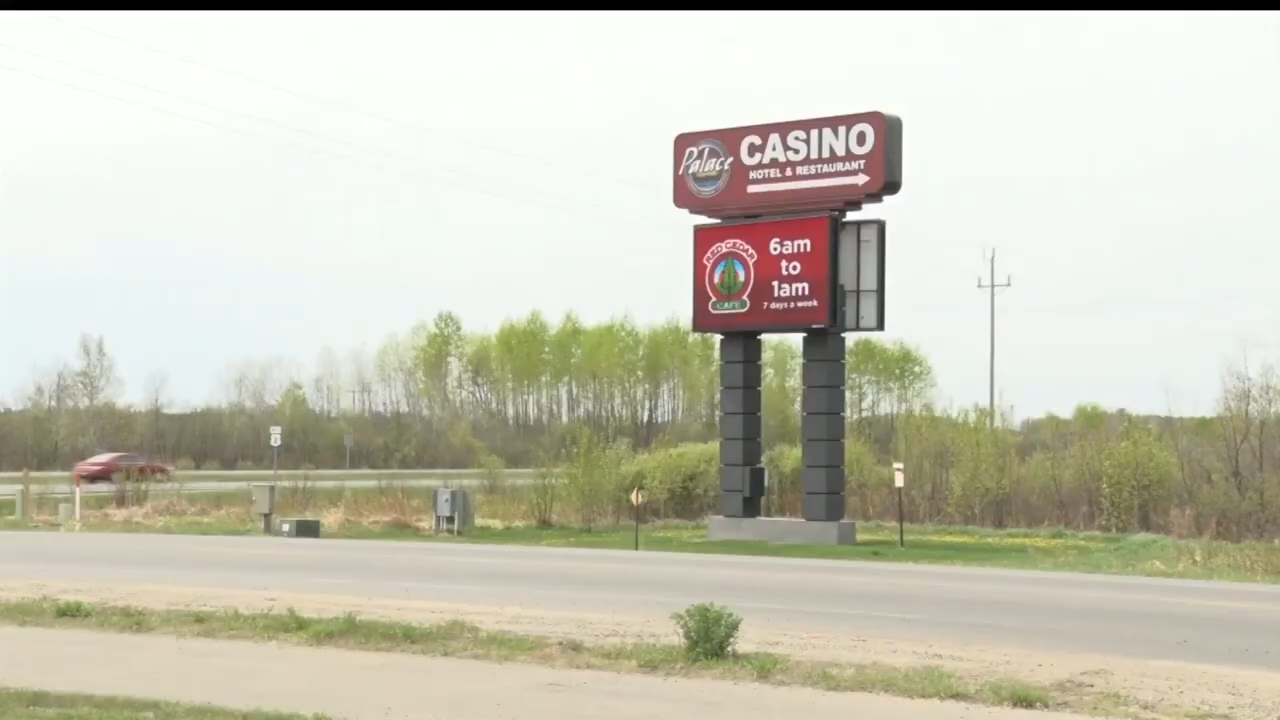 Palace
CASINO
HOTEL & RESTAURANT
RED CEDAR
CAFE
6am
to
1am
7 days a week